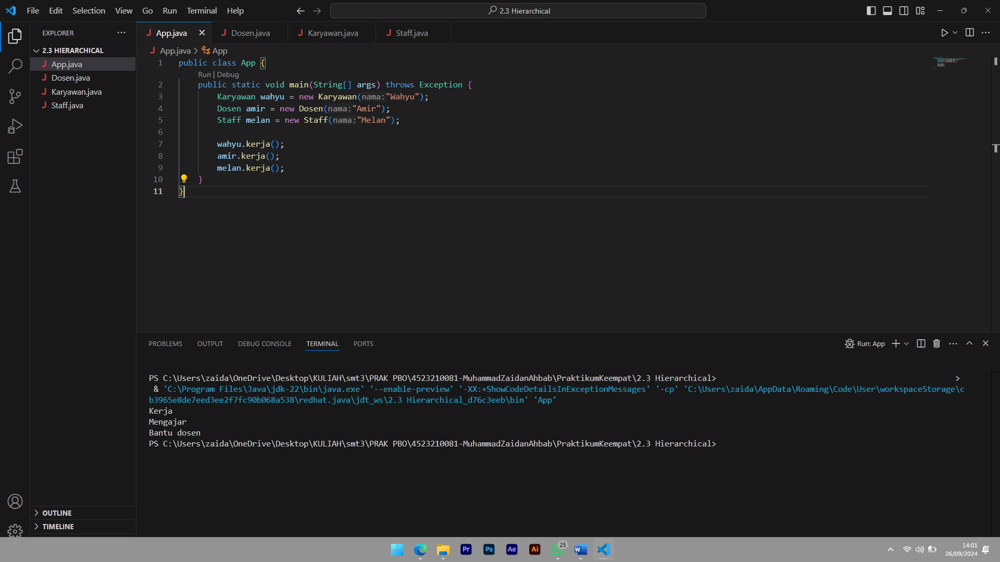 File Edit Selection View Go Run Terminal Help
2.3 Hierarchical
EXPLORER
2.3 HIERARCHICAL
App.java
Dosen.java
Karyawan.java
Staff.java
OUTLINE
TIMELINE
App.java Dosen.java Karyawan.java Staff.java
App.java > App
1 public class App {
Run | Debug
2 public static void main(String[] args) throws Exception {
3 Karyawan wahyu = new Karyawan(nama:"Wahyu");
4 Dosen amir = new Dosen(nama:"Amir");
5 Staff melan = new Staff(nama:"Melan");
6
7 wahyu.kerja();
8 amir.kerja();
9 melan.kerja();
10 }
11 }
PROBLEMS OUTPUT DEBUG CONSOLE TERMINAL PORTS
Run: App
PS C:\Users\zaida\OneDrive\Desktop\KULIAH\smt3\PRAK PBO\4523210081-MuhammadZaidanAhbab\PraktikumKeempat\2.3 Hierarchical> >
& 'C:\Program Files\Java\jdk-22\bin\java.exe' '--enable-preview' '-XX:+ShowCodeDetailsInExceptionMessages' '-cp' 'C:\Users\zaida\AppData\Roaming\Code\User\workspaceStorage\c
b3965e8de7eed3ee2f7fc90b068a538\redhat.java\jdt_ws\2.3 Hierarchical_d76c3eeb\bin' 'App'
Kerja
Mengajar
Bantu dosen
PS C:\Users\zaida\OneDrive\Desktop\KULIAH\smt3\PRAK PBO\4523210081-MuhammadZaidanAhbab\PraktikumKeempat\2.3 Hierarchical>
Pr Ps Ae Ai 25 W
14:01
26/09/2024